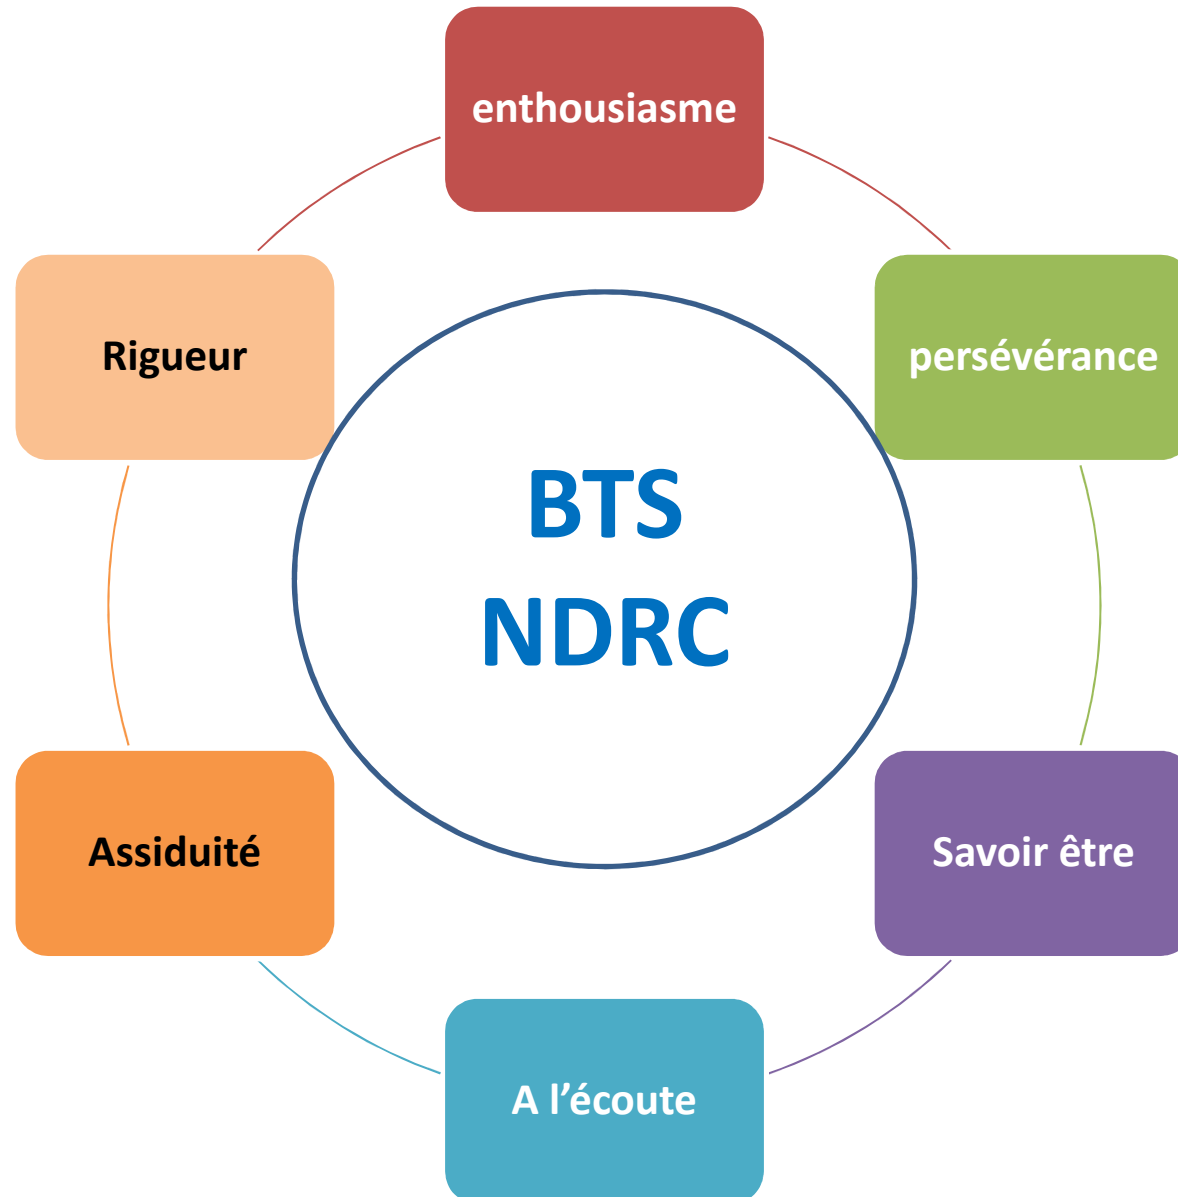 enthousiasme
Rigueur
persévérance
BTS
NDRC
Assiduité
Savoir être
A l’écoute